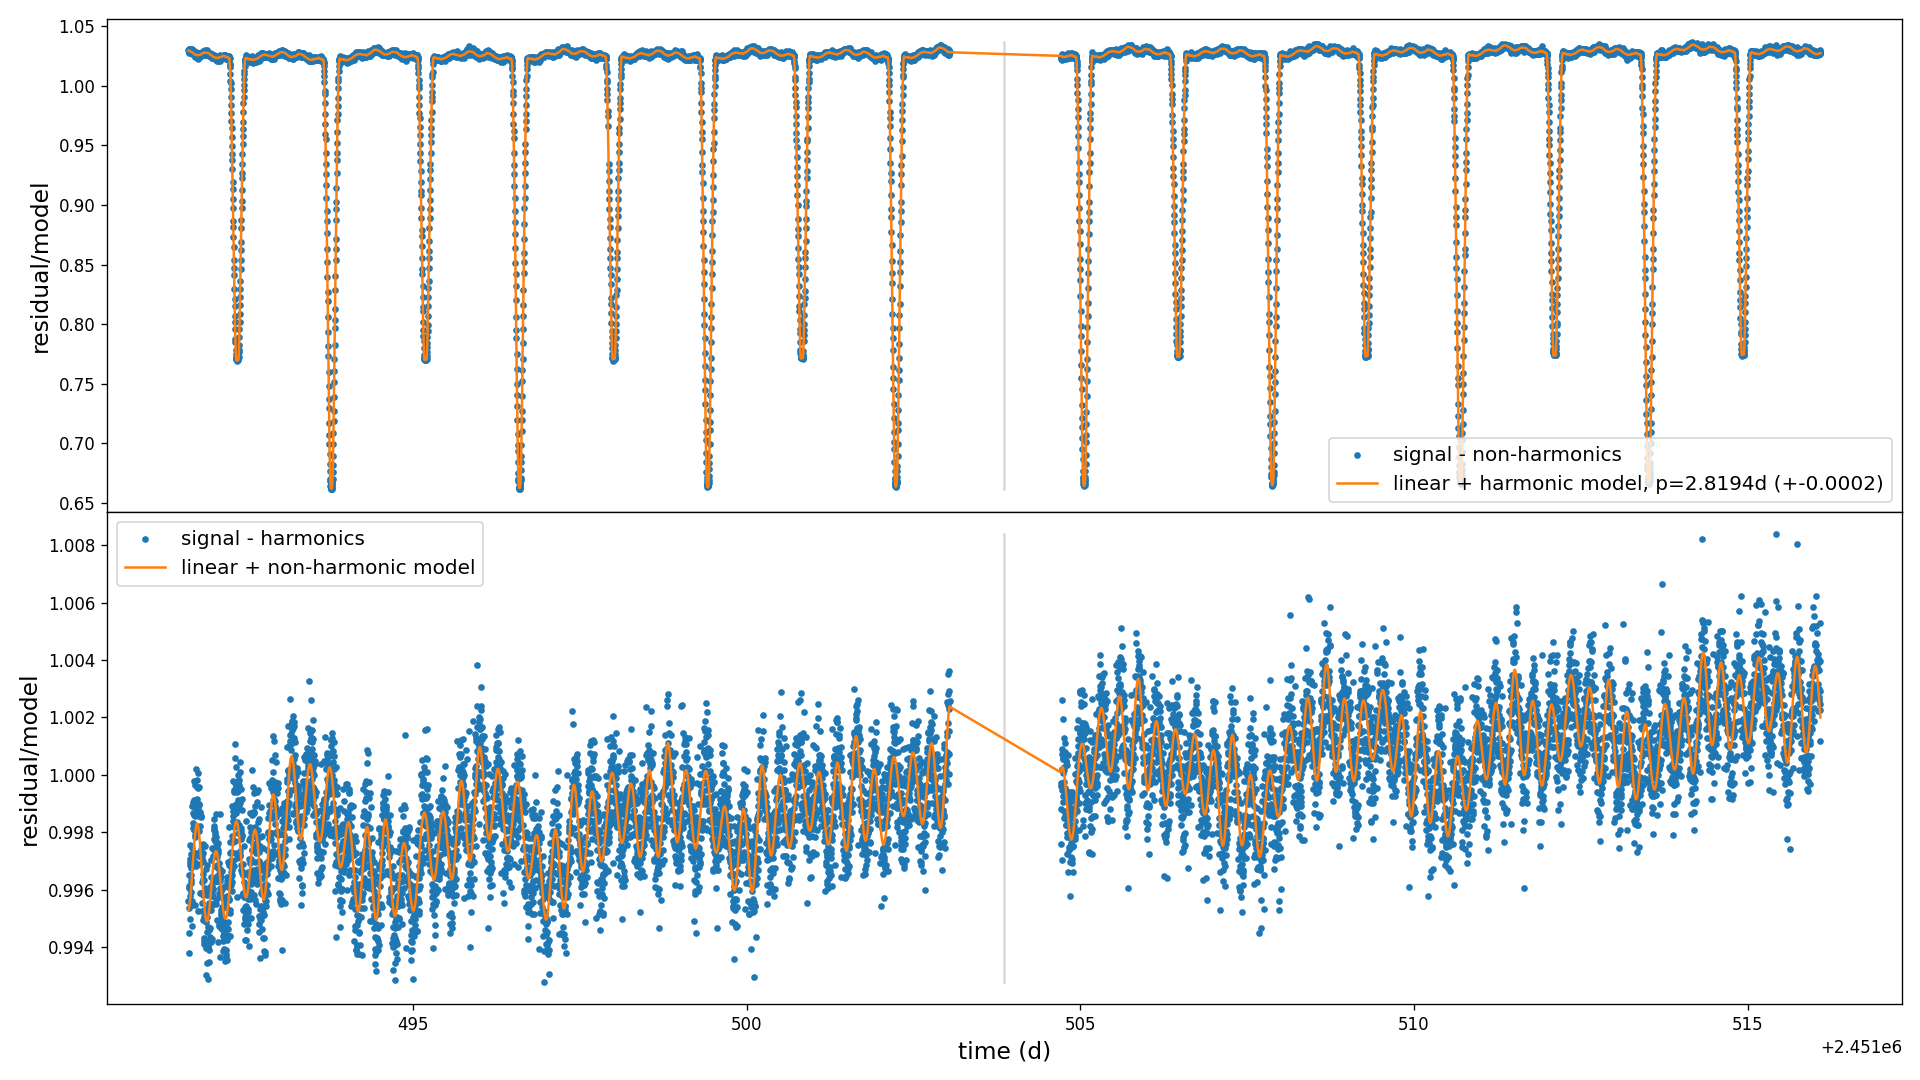 1.05
1.00
0.95
0.90
0.85
0.80
0.75
0.70
0.65
residual/model
signal - non-harmonics
linear + harmonic model, p=2.8194d (+-0.0002)
signal - harmonics
linear + non-harmonic model
1.008
1.006
1.004
1.002
1.000
0.998
0.996
0.994
residual/model
495
500
505
510
515
time (d)
+2.451e6